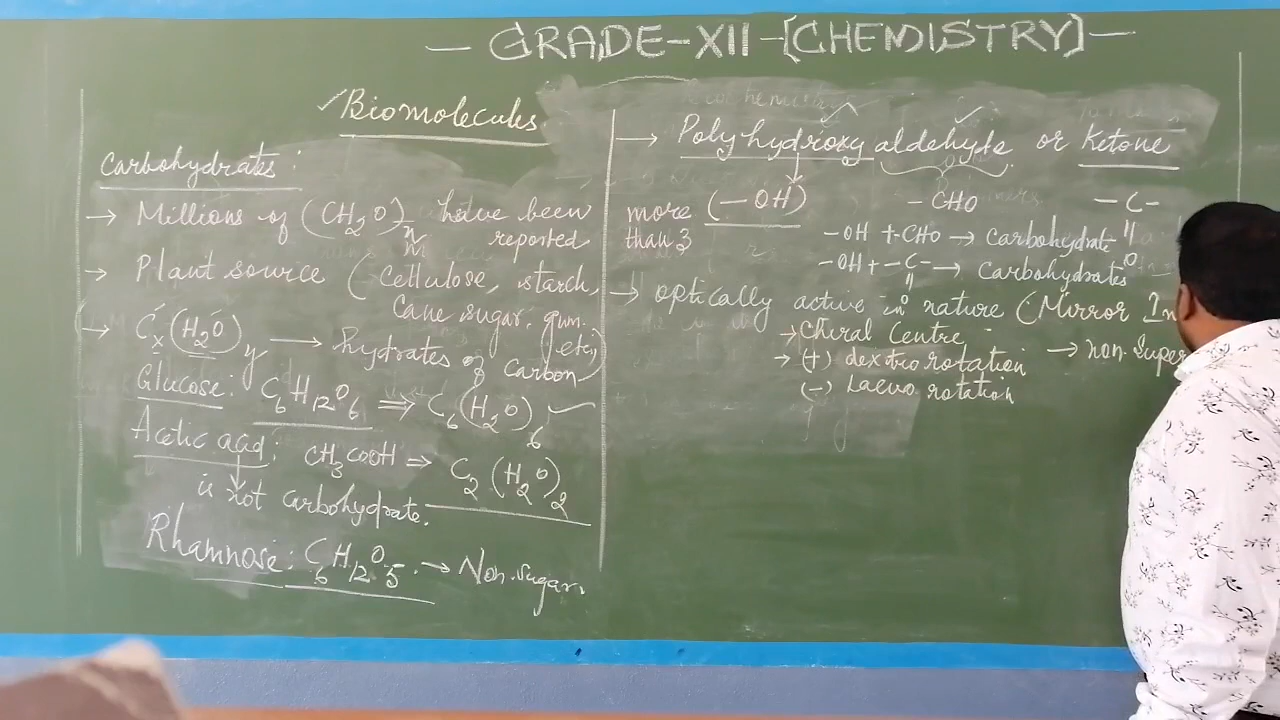 — GRADE-XII-[CHEMISTRY]—
✓Biomolecules
Carbohydrates:
→ Millions of (CH2O)n have been
reported
→ Plant source (cellulose, starch,
Cane sugar, gum
etc,)
→ Cx(H2O)y → hydrates of Carbon
Glucose: C6H12O6 ⇒ C6(H2O)6 ✓
Acetic acid: CH3COOH ⇒ C2(H2O)2
↓
is not Carbohydrate.
Rhamnose: C6H12O5. → Non-sugar.
→ Polyhydroxy aldehyde or Ketone
more (-OH) -CHO -C-
than 3 || O
-OH + -CHO → Carbohydrate
-OH + -C- → Carbohydrates
|| O
→ optically active in nature (Mirror
→ Chiral Centre
→ (+) dextro rotation → non-Super
(-) Laevo rotation